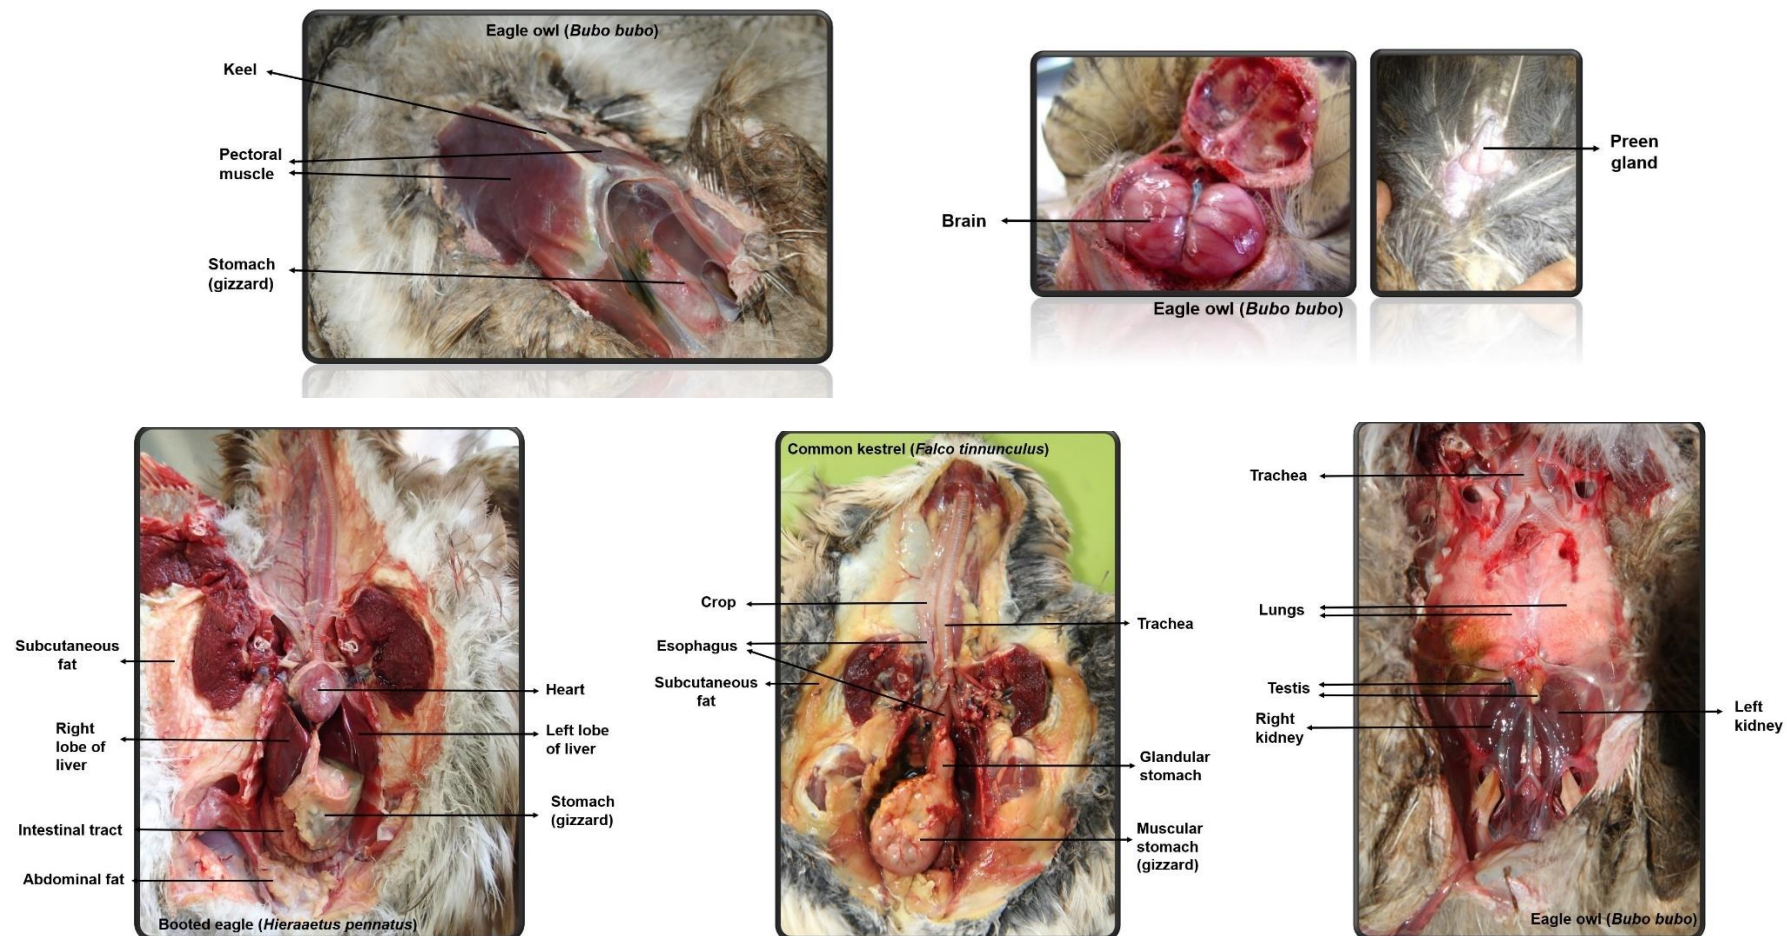 Eagle owl (Bubo bubo)
Keel
Pectoral
muscle
Stomach
(gizzard)
Brain
Eagle owl (Bubo bubo)
Preen
gland
Subcutaneous
fat
Right
lobe of
liver
Intestinal tract
Abdominal fat
Heart
Left lobe
of liver
Stomach
(gizzard)
Booted eagle (Hieraaetus pennatus)
Common kestrel (Falco tinnunculus)
Crop
Esophagus
Subcutaneous
fat
Trachea
Glandular
stomach
Muscular
stomach
(gizzard)
Trachea
Lungs
Testis
Right
kidney
Left
kidney
Eagle owl (Bubo bubo)